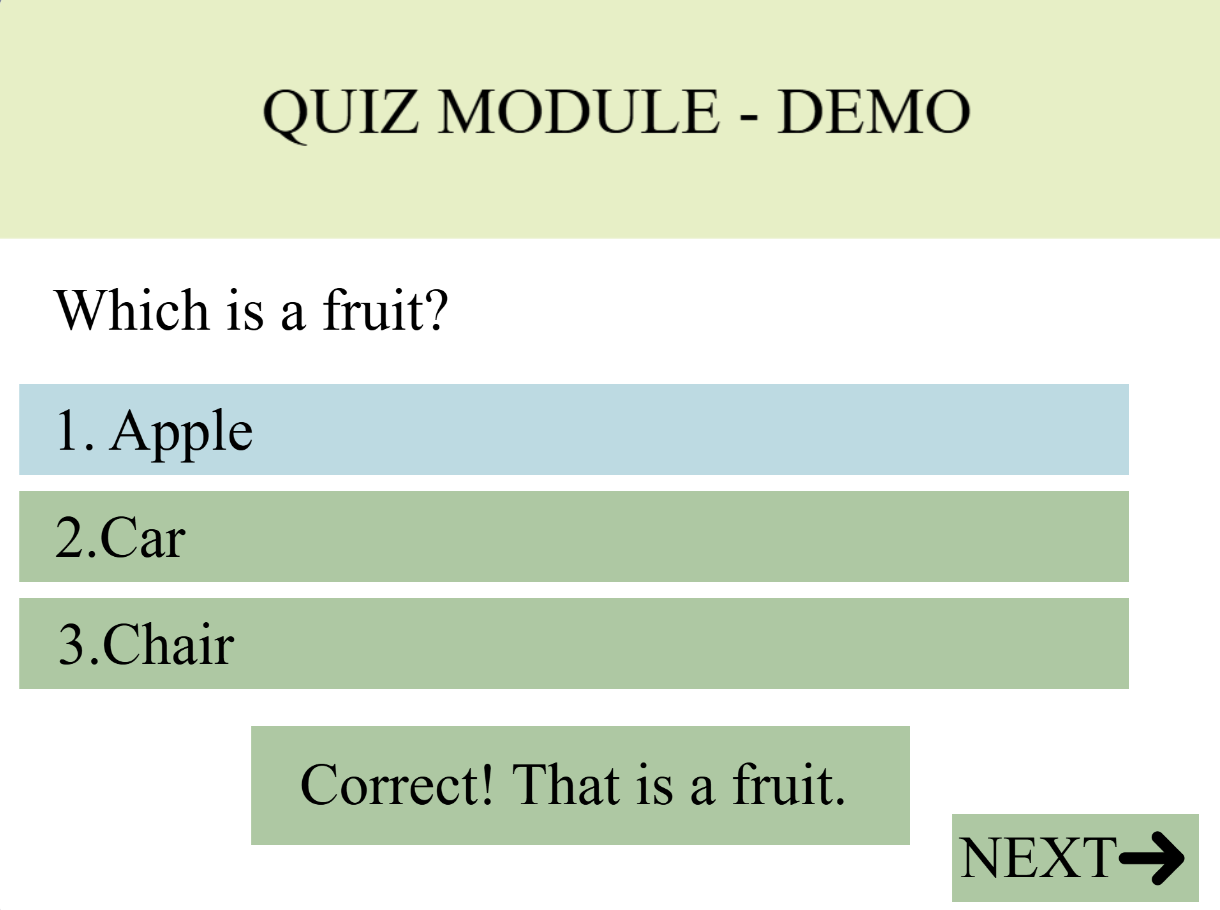 QUIZ MODULE - DEMO
Which is a fruit?
1. Apple
2.Car
3.Chair
Correct! That is a fruit.
NEXT